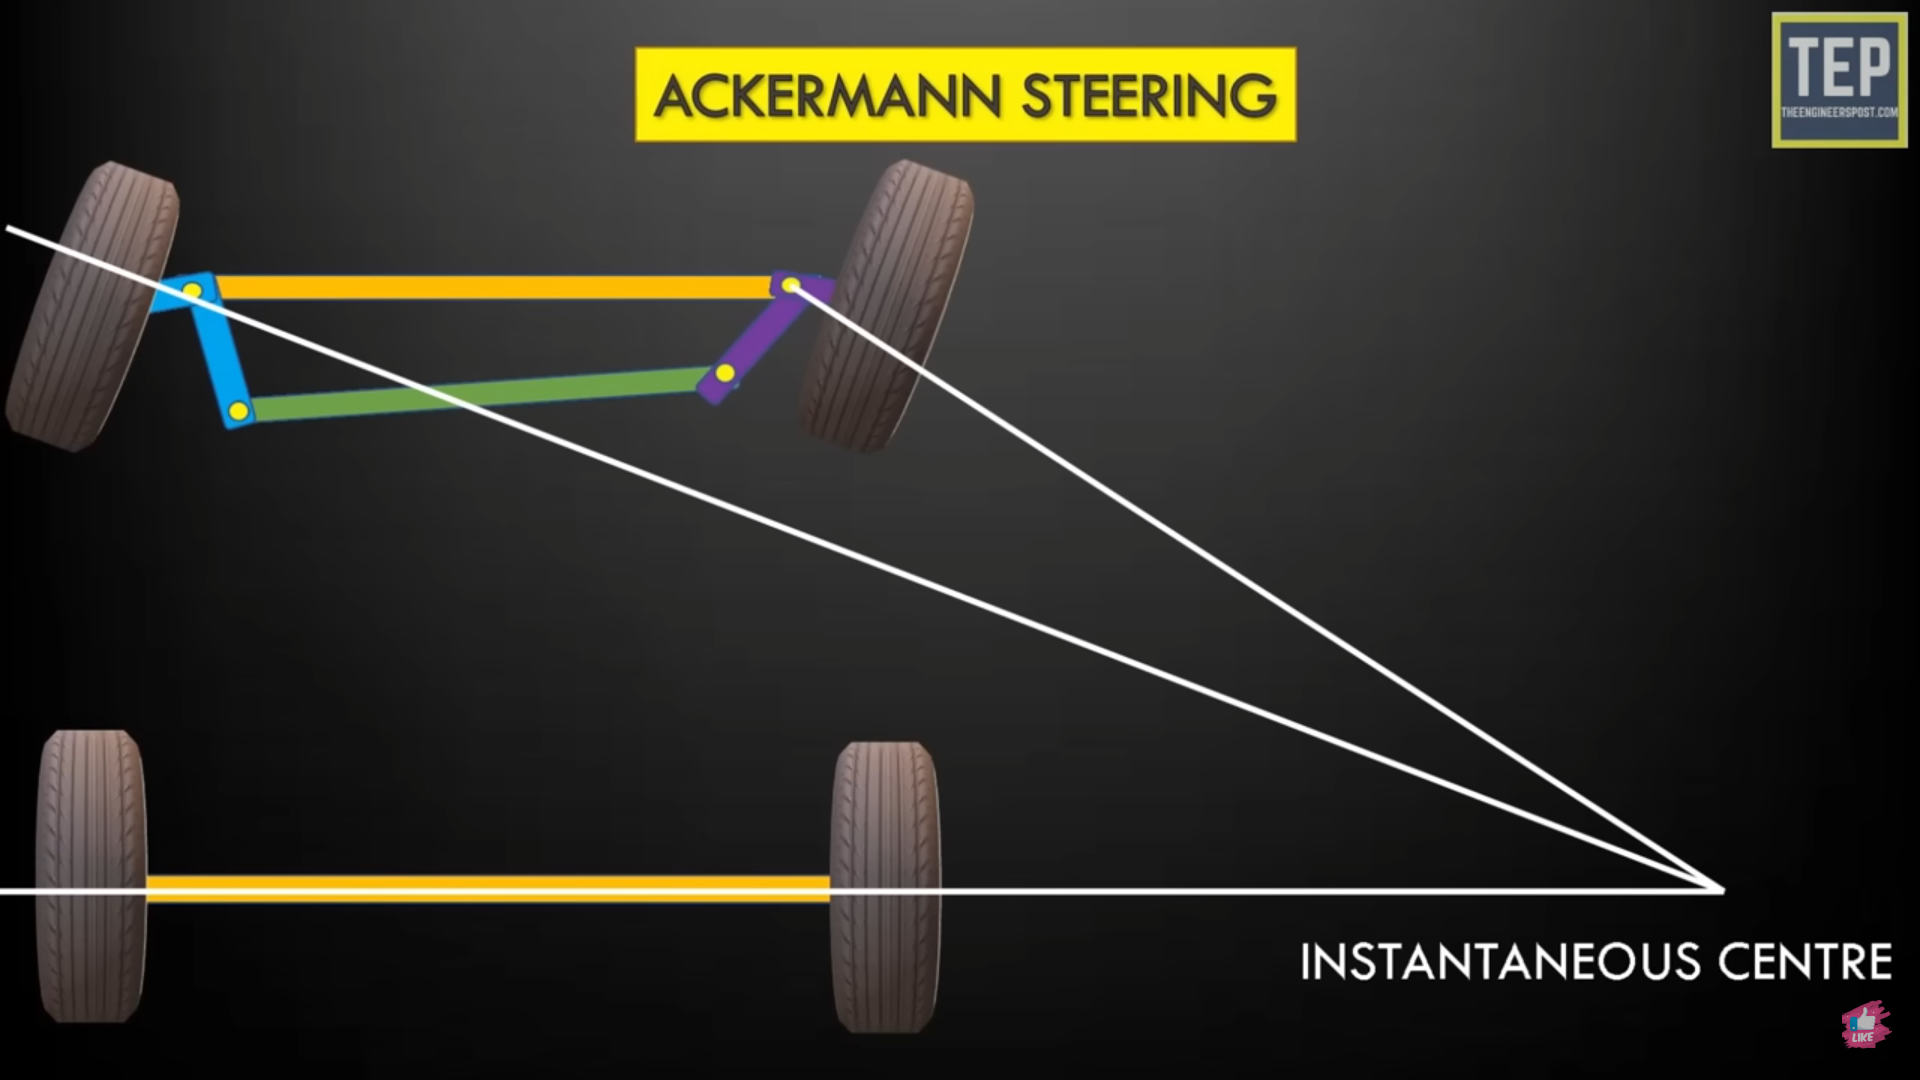 ACKERMANN STEERING
TEP
THEENGINEERSPOST.COM
INSTANTANEOUS CENTRE
LIKE